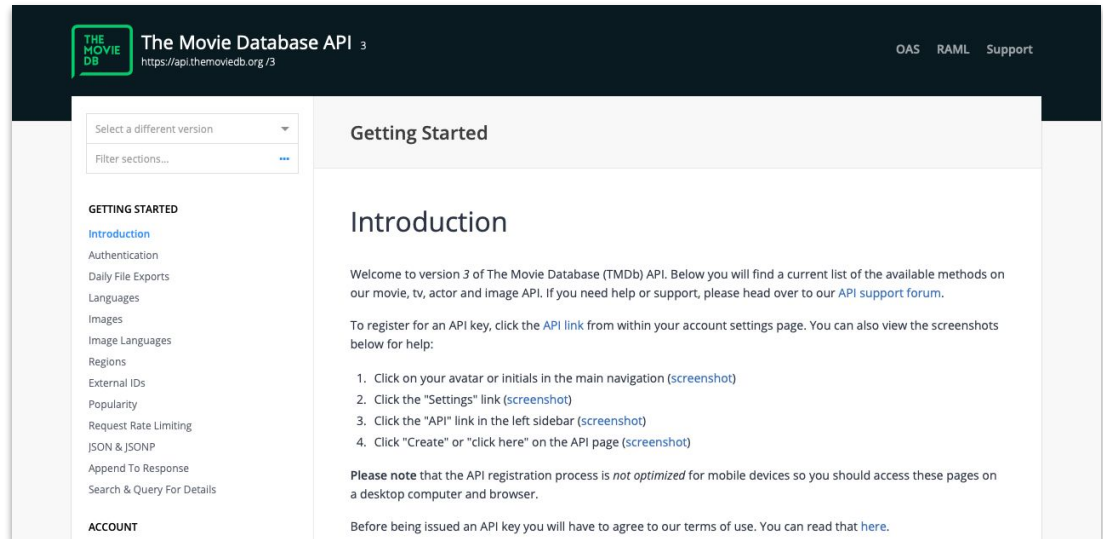 THE
MOVIE
DB
The Movie Database API 3
https://api.themoviedb.org /3
OAS RAML Support
Select a different version
Filter sections...
GETTING STARTED
Introduction
Authentication
Daily File Exports
Languages
Images
Image Languages
Regions
External IDs
Popularity
Request Rate Limiting
JSON & JSONP
Append To Response
Search & Query For Details
ACCOUNT
Getting Started
Introduction
Welcome to version 3 of The Movie Database (TMDb) API. Below you will find a current list of the available methods on
our movie, tv, actor and image API. If you need help or support, please head over to our API support forum.
To register for an API key, click the API link from within your account settings page. You can also view the screenshots
below for help:
1. Click on your avatar or initials in the main navigation (screenshot)
2. Click the "Settings" link (screenshot)
3. Click the "API" link in the left sidebar (screenshot)
4. Click "Create" or "click here" on the API page (screenshot)
Please note that the API registration process is not optimized for mobile devices so you should access these pages on
a desktop computer and browser.
Before being issued an API key you will have to agree to our terms of use. You can read that here.